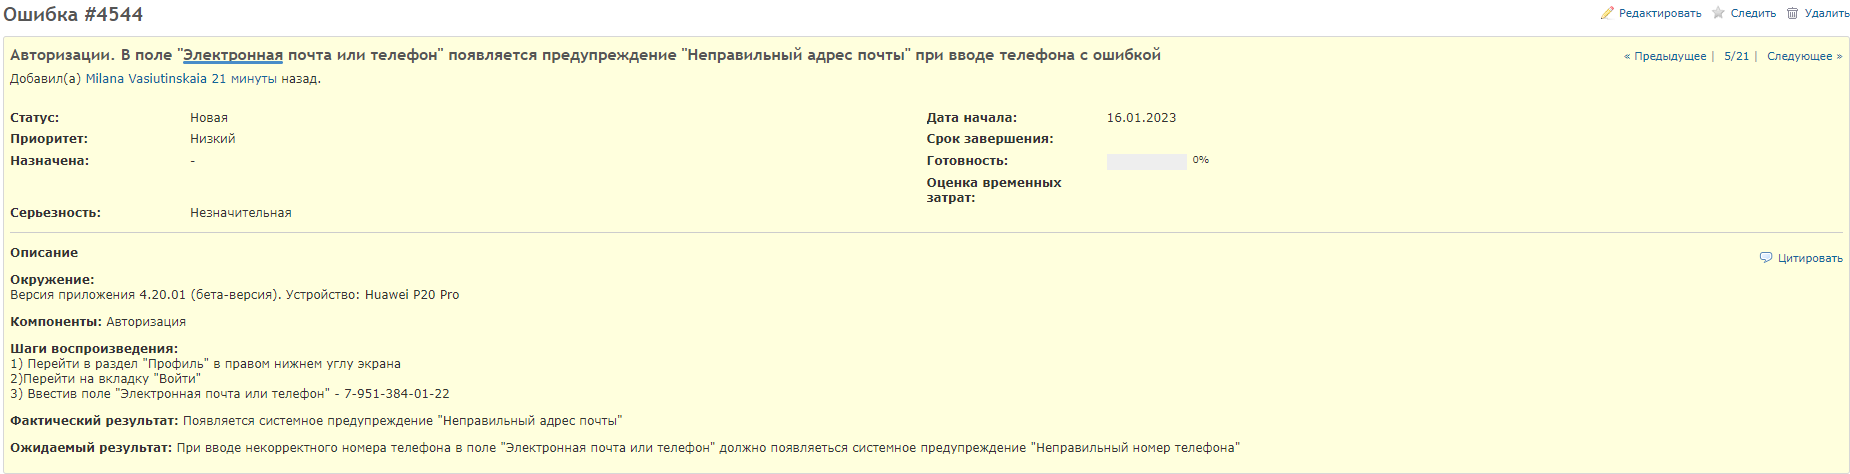 Ошибка #4544
Редактировать Следить Удалить
Авторизации. В поле "Электронная почта или телефон" появляется предупреждение "Неправильный адрес почты" при вводе телефона с ошибкой
« Предыдущее | 5/21 | Следующее »
Добавил(а) Milana Vasiutinskaia 21 минуты назад.
Статус: Новая Дата начала: 16.01.2023
Приоритет: Низкий Срок завершения:
Назначена: - Готовность: 0%
Оценка временных
затрат:
Серьезность: Незначительная
Описание
Цитировать
Окружение:
Версия приложения 4.20.01 (бета-версия). Устройство: Huawei P20 Pro
Компоненты: Авторизация
Шаги воспроизведения:
1) Перейти в раздел "Профиль" в правом нижнем углу экрана
2)Перейти на вкладку "Войти"
3) Ввестив поле "Электронная почта или телефон" - 7-951-384-01-22
Фактический результат: Появляется системное предупреждение "Неправильный адрес почты"
Ожидаемый результат: При вводе некорректного номера телефона в поле "Электронная почта или телефон" должно появляеться системное предупреждение "Неправильный номер телефона"